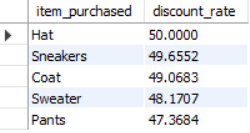 item_purchased discount_rate
Hat 50.0000
Sneakers 49.6552
Coat 49.0683
Sweater 48.1707
Pants 47.3684